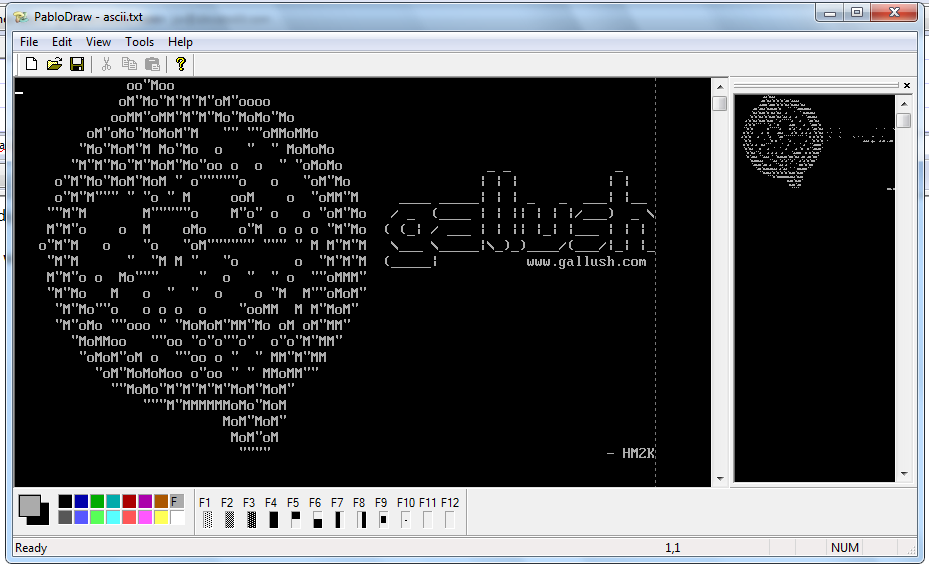 PabloDraw - ascii.txt
File Edit View Tools Help
gallush
www.gallush.com
- HM2K
F
F1 F2 F3 F4 F5 F6 F7 F8 F9 F10 F11 F12
Ready 1,1 NUM